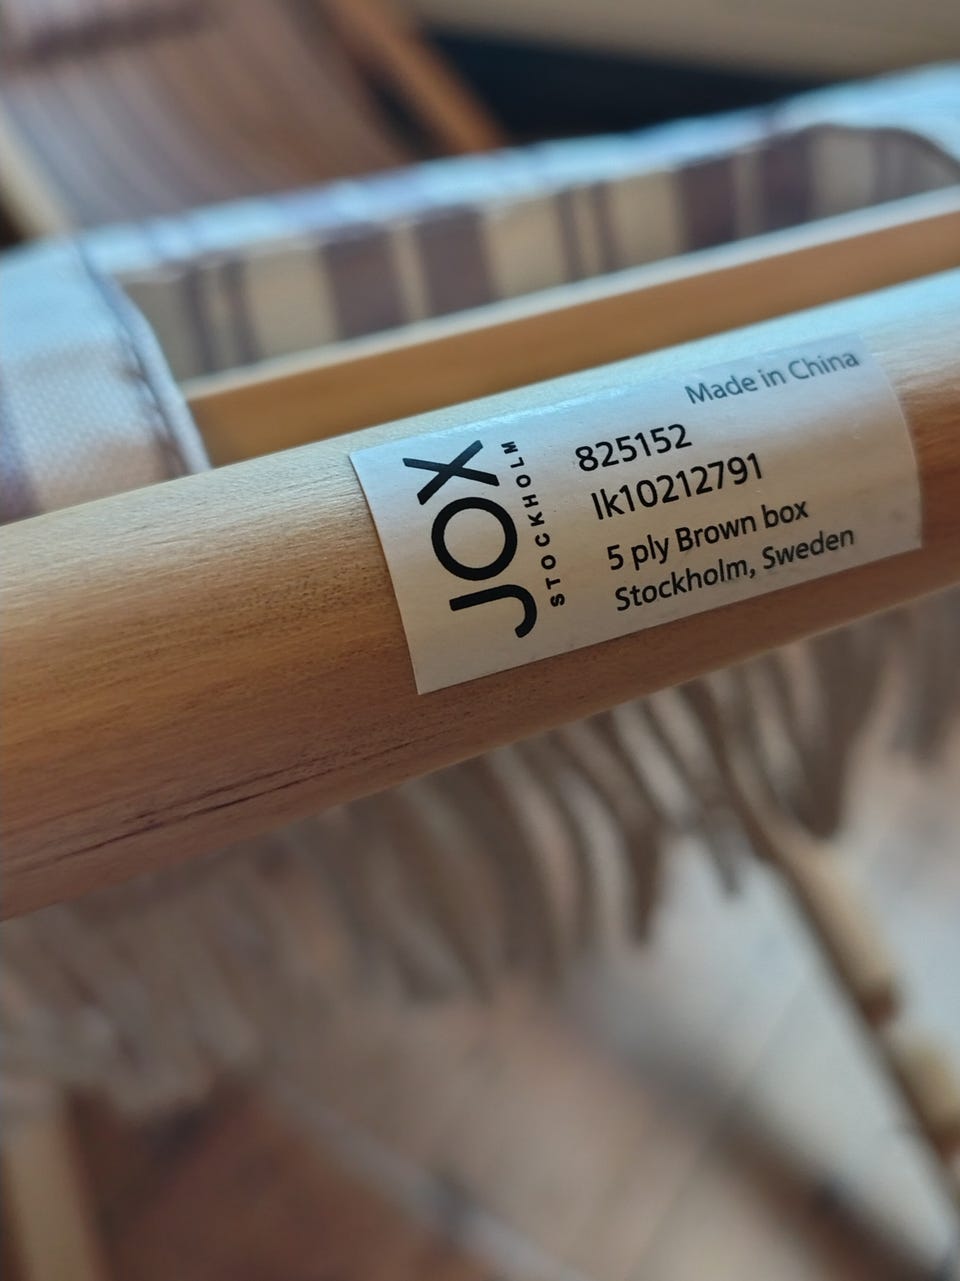 JOX
STOCKHOLM
Made in China
825152
lk10212791
5 ply Brown box
Stockholm, Sweden